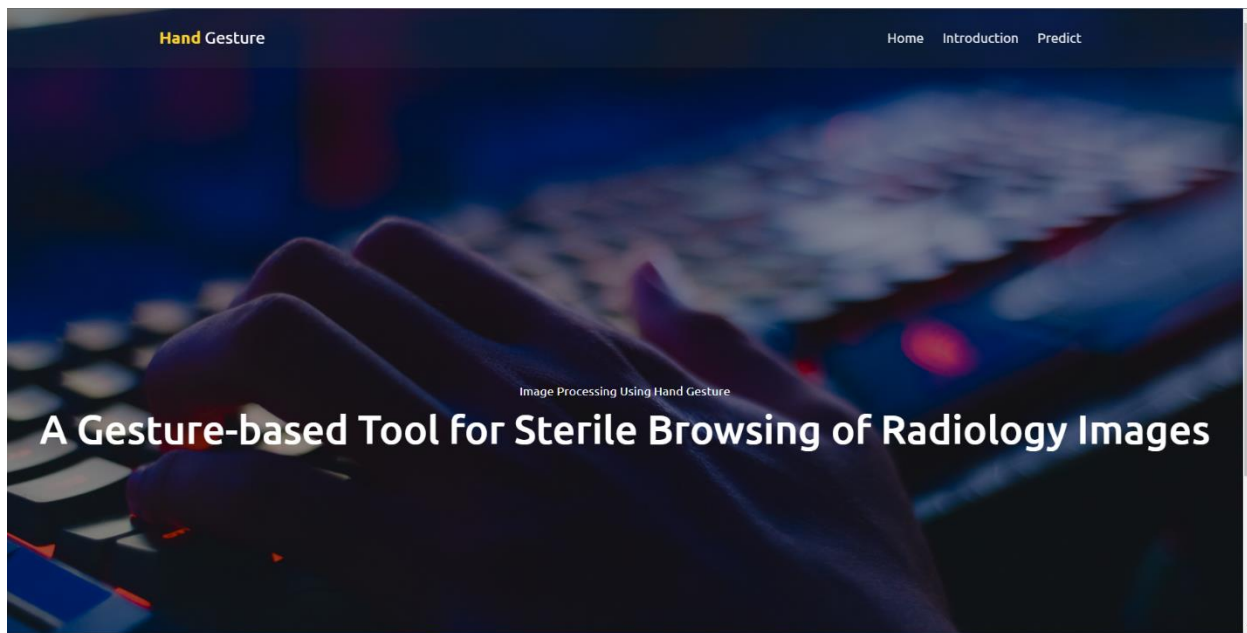 Hand Gesture
Home Introduction Predict
Image Processing Using Hand Gesture
A Gesture-based Tool for Sterile Browsing of Radiology Images